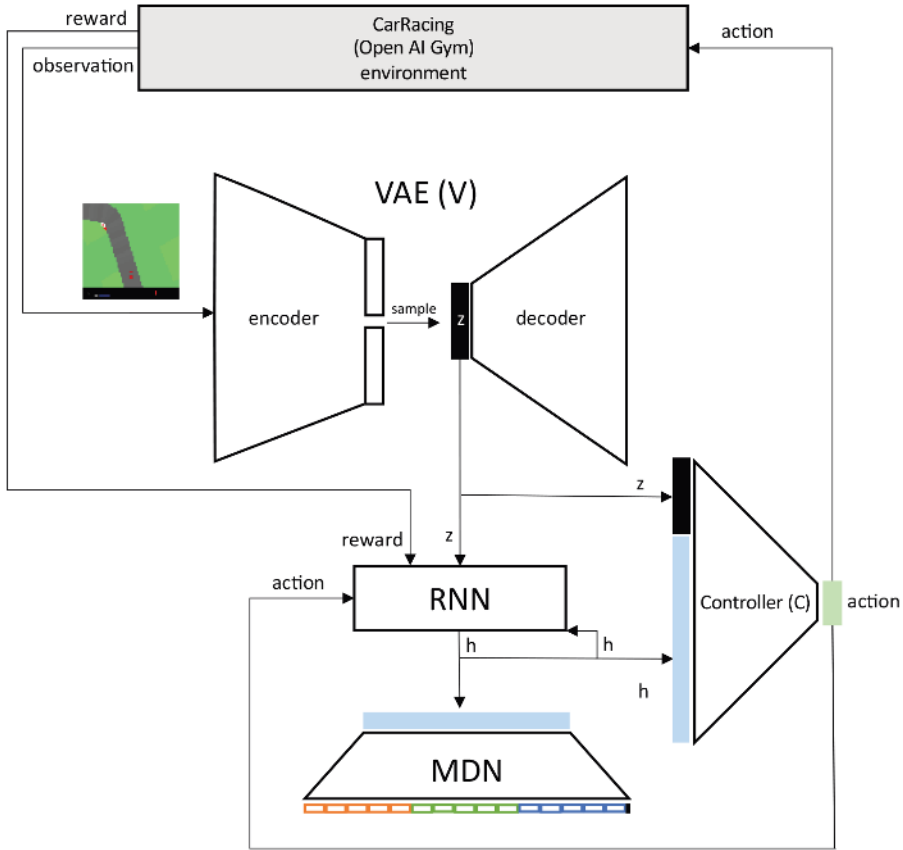 reward
CarRacing
(Open AI Gym)
environment
action
observation
VAE (V)
encoder
sample
z
decoder
z
z
reward
action
RNN
Controller (C)
action
h
h
h
MDN